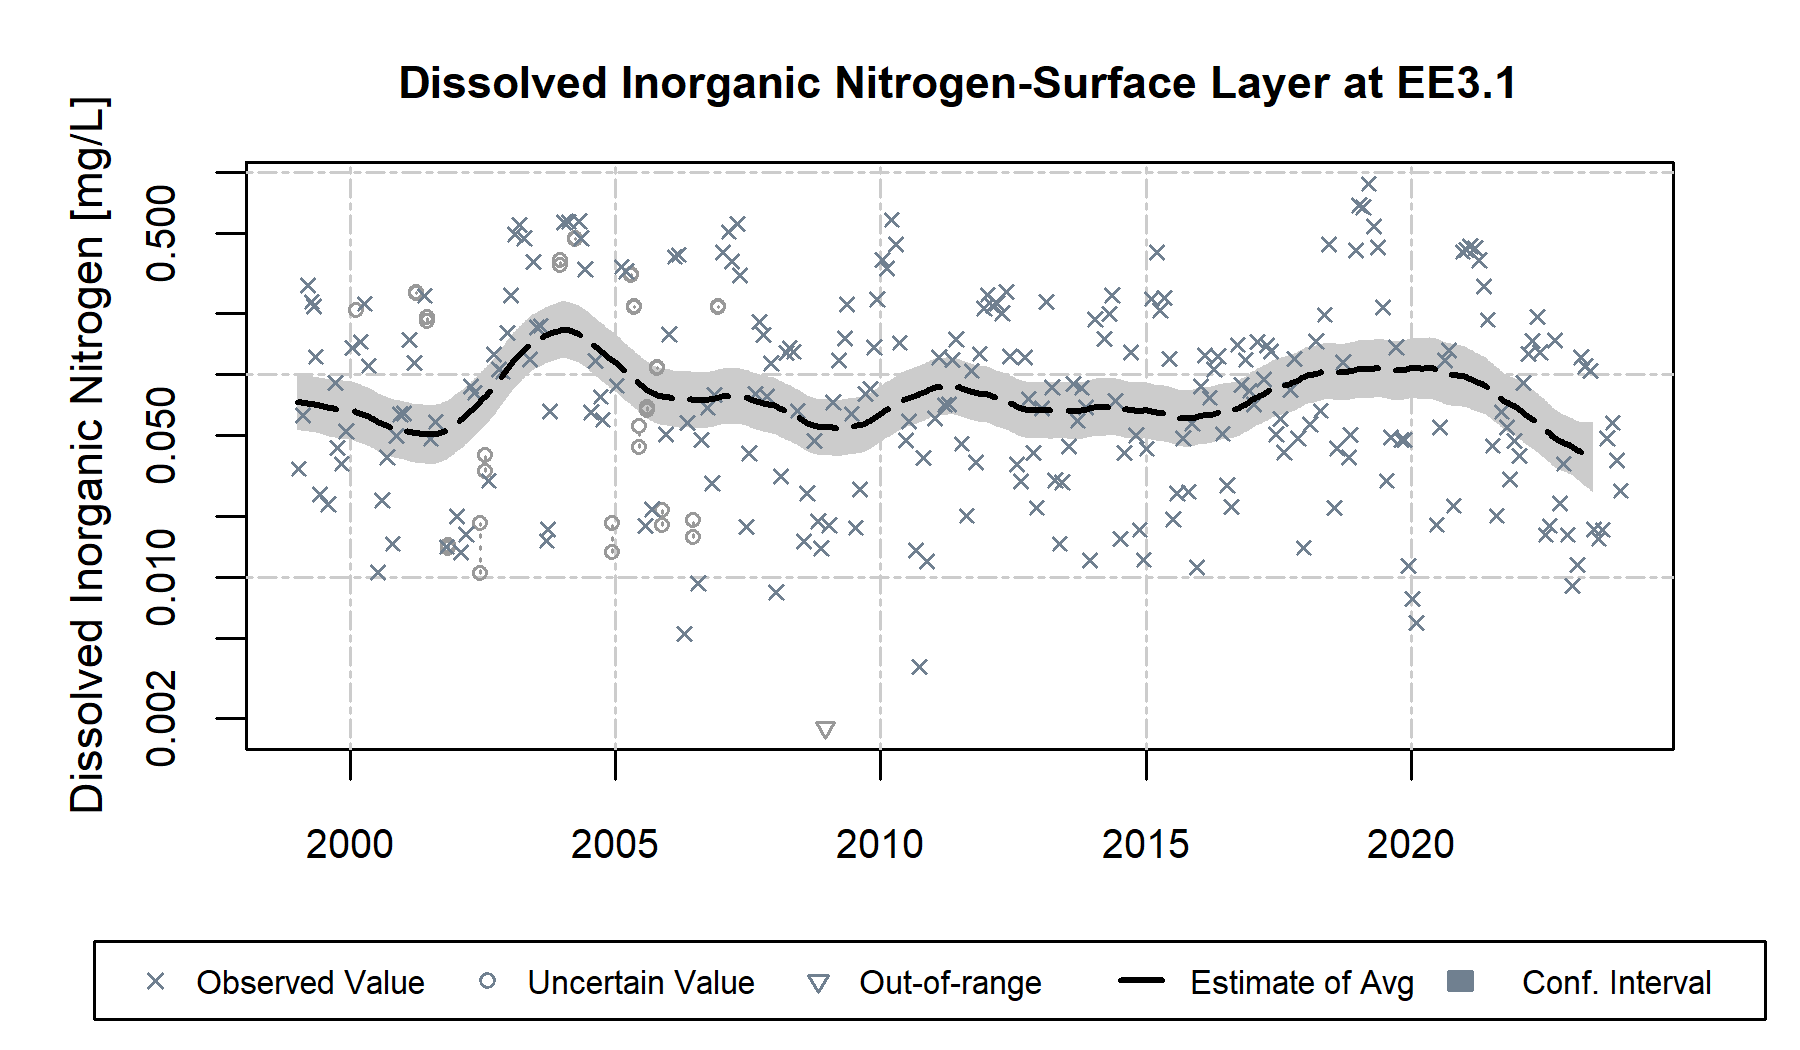 Dissolved Inorganic Nitrogen-Surface Layer at EE3.1
Dissolved Inorganic Nitrogen [mg/L]
0.500
0.050
0.010
0.002
2000 2005 2010 2015 2020
Observed Value Uncertain Value Out-of-range Estimate of Avg Conf. Interval